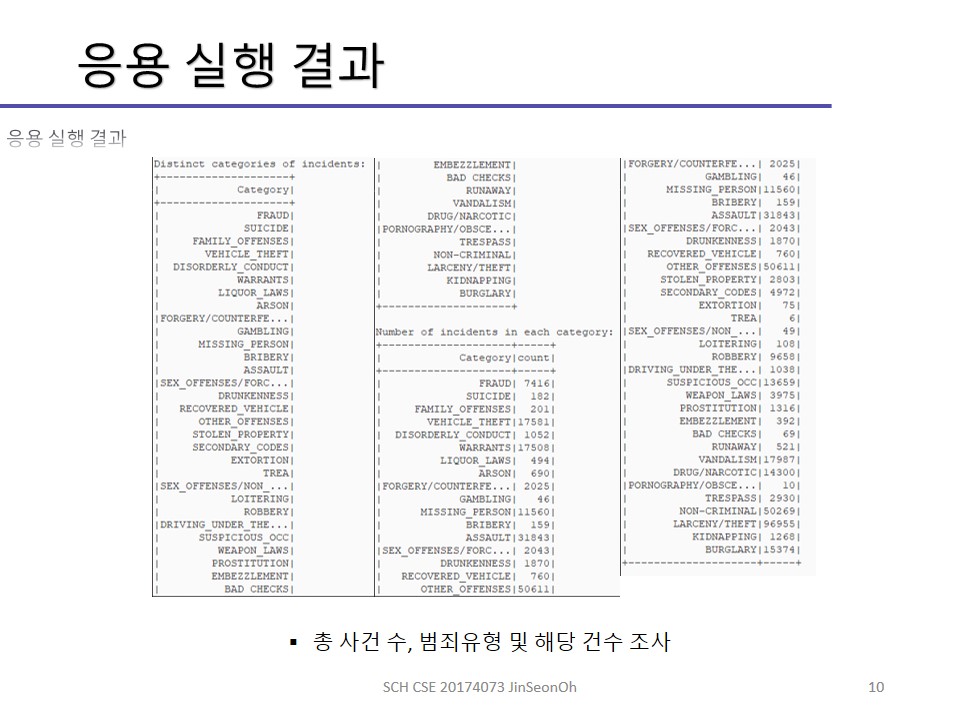 응용 실행 결과
응용 실행 결과
Distinct categories of incidents:
+--------------------+
| Category|
+--------------------+
| FRAUD|
| SUICIDE|
| FAMILY_OFFENSES|
| VEHICLE_THEFT|
| DISORDERLY_CONDUCT|
| WARRANTS|
| LIQUOR_LAWS|
| ARSON|
|FORGERY/COUNTERFE...|
| GAMBLING|
| MISSING_PERSON|
| BRIBERY|
| ASSAULT|
|SEX_OFFENSES/FORC...|
| DRUNKENNESS|
| RECOVERED_VEHICLE|
| OTHER_OFFENSES|
| STOLEN_PROPERTY|
| SECONDARY_CODES|
| EXTORTION|
| TREA|
|SEX_OFFENSES/NON_...|
| LOITERING|
| ROBBERY|
|DRIVING_UNDER_THE...|
| SUSPICIOUS_OCC|
| WEAPON_LAWS|
| PROSTITUTION|
| EMBEZZLEMENT|
| BAD CHECKS|
| EMBEZZLEMENT|
| BAD CHECKS|
| RUNAWAY|
| VANDALISM|
| DRUG/NARCOTIC|
|PORNOGRAPHY/OBSCE...|
| TRESPASS|
| NON-CRIMINAL|
| LARCENY/THEFT|
| KIDNAPPING|
| BURGLARY|
+--------------------+
Number of incidents in each category:
+--------------------+-----+
| Category|count|
+--------------------+-----+
| FRAUD| 7416|
| SUICIDE| 182|
| FAMILY_OFFENSES| 201|
| VEHICLE_THEFT|17581|
| DISORDERLY_CONDUCT| 1052|
| WARRANTS|17508|
| LIQUOR_LAWS| 494|
| ARSON| 690|
|FORGERY/COUNTERFE...| 2025|
| GAMBLING| 46|
| MISSING_PERSON|11560|
| BRIBERY| 159|
| ASSAULT|31843|
|SEX_OFFENSES/FORC...| 2043|
| DRUNKENNESS| 1870|
| RECOVERED_VEHICLE| 760|
| OTHER_OFFENSES|50611|
|FORGERY/COUNTERFE...| 2025|
| GAMBLING| 46|
| MISSING_PERSON|11560|
| BRIBERY| 159|
| ASSAULT|31843|
|SEX_OFFENSES/FORC...| 2043|
| DRUNKENNESS| 1870|
| RECOVERED_VEHICLE| 760|
| OTHER_OFFENSES|50611|
| STOLEN_PROPERTY| 2803|
| SECONDARY_CODES| 4972|
| EXTORTION| 75|
| TREA| 6|
|SEX_OFFENSES/NON_...| 49|
| LOITERING| 108|
| ROBBERY| 9658|
|DRIVING_UNDER_THE...| 1038|
| SUSPICIOUS_OCC|13659|
| WEAPON_LAWS| 3975|
| PROSTITUTION| 1316|
| EMBEZZLEMENT| 392|
| BAD CHECKS| 69|
| RUNAWAY| 521|
| VANDALISM|17987|
| DRUG/NARCOTIC|14300|
|PORNOGRAPHY/OBSCE...| 10|
| TRESPASS| 2930|
| NON-CRIMINAL|50269|
| LARCENY/THEFT|96955|
| KIDNAPPING| 1268|
| BURGLARY|15374|
+--------------------+-----+
▪ 총 사건 수, 범죄유형 및 해당 건수 조사
SCH CSE 20174073 JinSeonOh
10